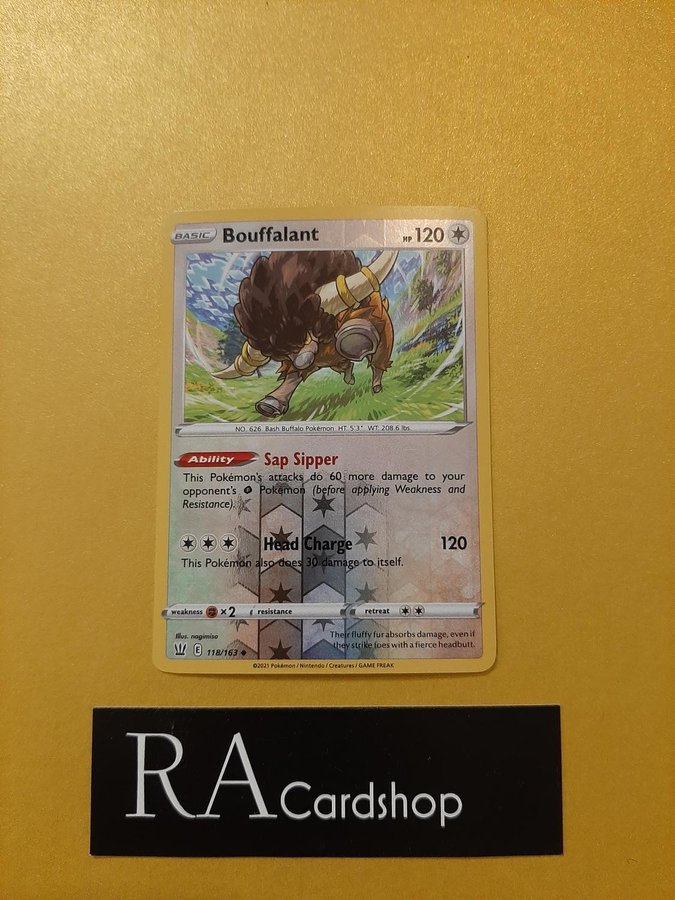 BASIC Bouffalant HP 120
NO. 626 Bash Buffalo Pokémon HT: 5'3" WT: 208.6 lbs.
Ability Sap Sipper
This Pokémon's attacks do 60 more damage to your
opponent's Pokémon (before applying Weakness and
Resistance).
Head Charge 120
This Pokémon also does 30 damage to itself.
weakness ×2 resistance retreat
Illus. nagimiso
Their fluffy fur absorbs damage, even if
they strike foes with a fierce headbutt.
E 118/163
©2021 Pokémon / Nintendo / Creatures / GAME FREAK
RA Cardshop